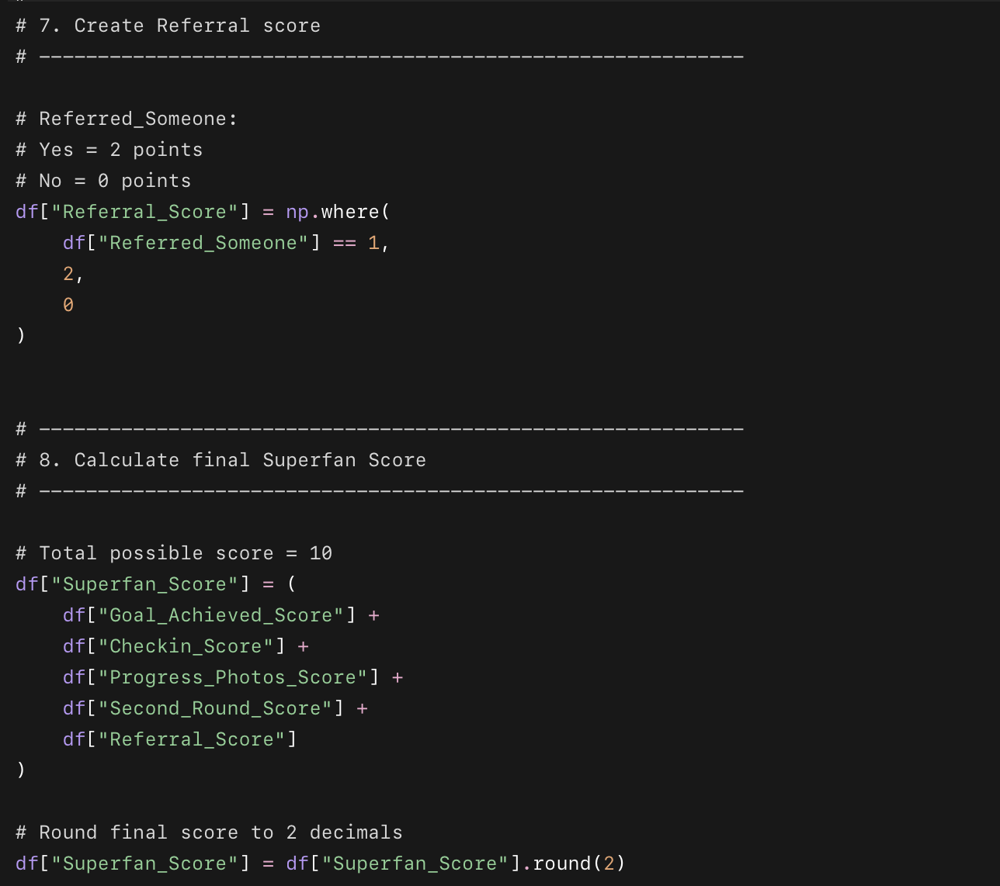 # 7. Create Referral score
# ------------------------------------------------------------
# Referred_Someone:
# Yes = 2 points
# No = 0 points
df["Referral_Score"] = np.where(
    df["Referred_Someone"] == 1,
    2,
    0
)
# ------------------------------------------------------------
# 8. Calculate final Superfan Score
# ------------------------------------------------------------
# Total possible score = 10
df["Superfan_Score"] = (
    df["Goal_Achieved_Score"] +
    df["Checkin_Score"] +
    df["Progress_Photos_Score"] +
    df["Second_Round_Score"] +
    df["Referral_Score"]
)
# Round final score to 2 decimals
df["Superfan_Score"] = df["Superfan_Score"].round(2)